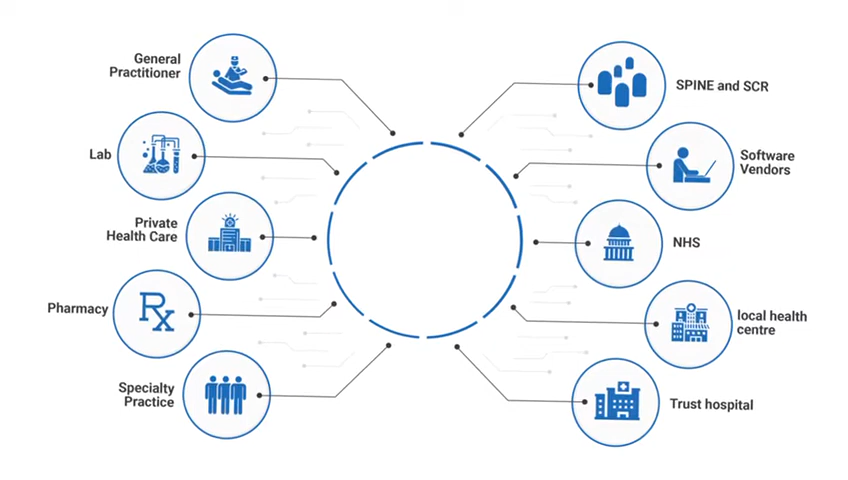 General
Practitioner
Lab
Private
Health Care
Pharmacy
Rx
Specialty
Practice
SPINE and SCR
Software
Vendors
NHS
local health
centre
Trust hospital